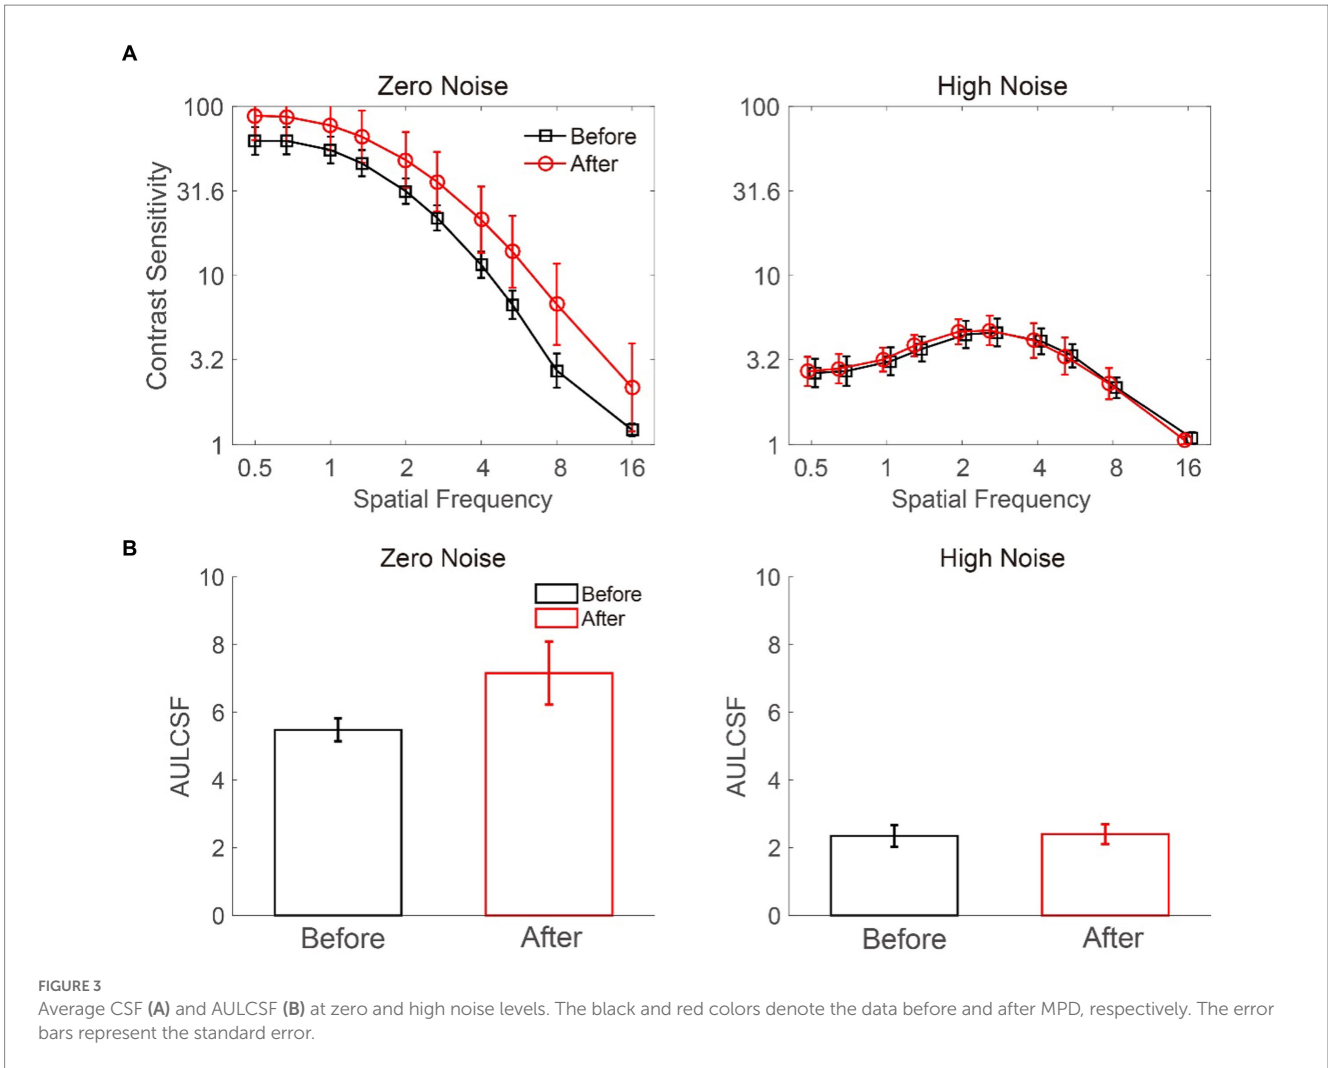 A
Zero Noise
High Noise
Before
After
Contrast Sensitivity
100
31.6
10
3.2
1
0.5 1 2 4 8 16
Spatial Frequency
100
31.6
10
3.2
1
0.5 1 2 4 8 16
Spatial Frequency
B
Zero Noise
High Noise
Before
After
AULCSF
10
8
6
4
2
0
Before After
AULCSF
10
8
6
4
2
0
Before After
FIGURE 3
Average CSF (A) and AULCSF (B) at zero and high noise levels. The black and red colors denote the data before and after MPD, respectively. The error
bars represent the standard error.